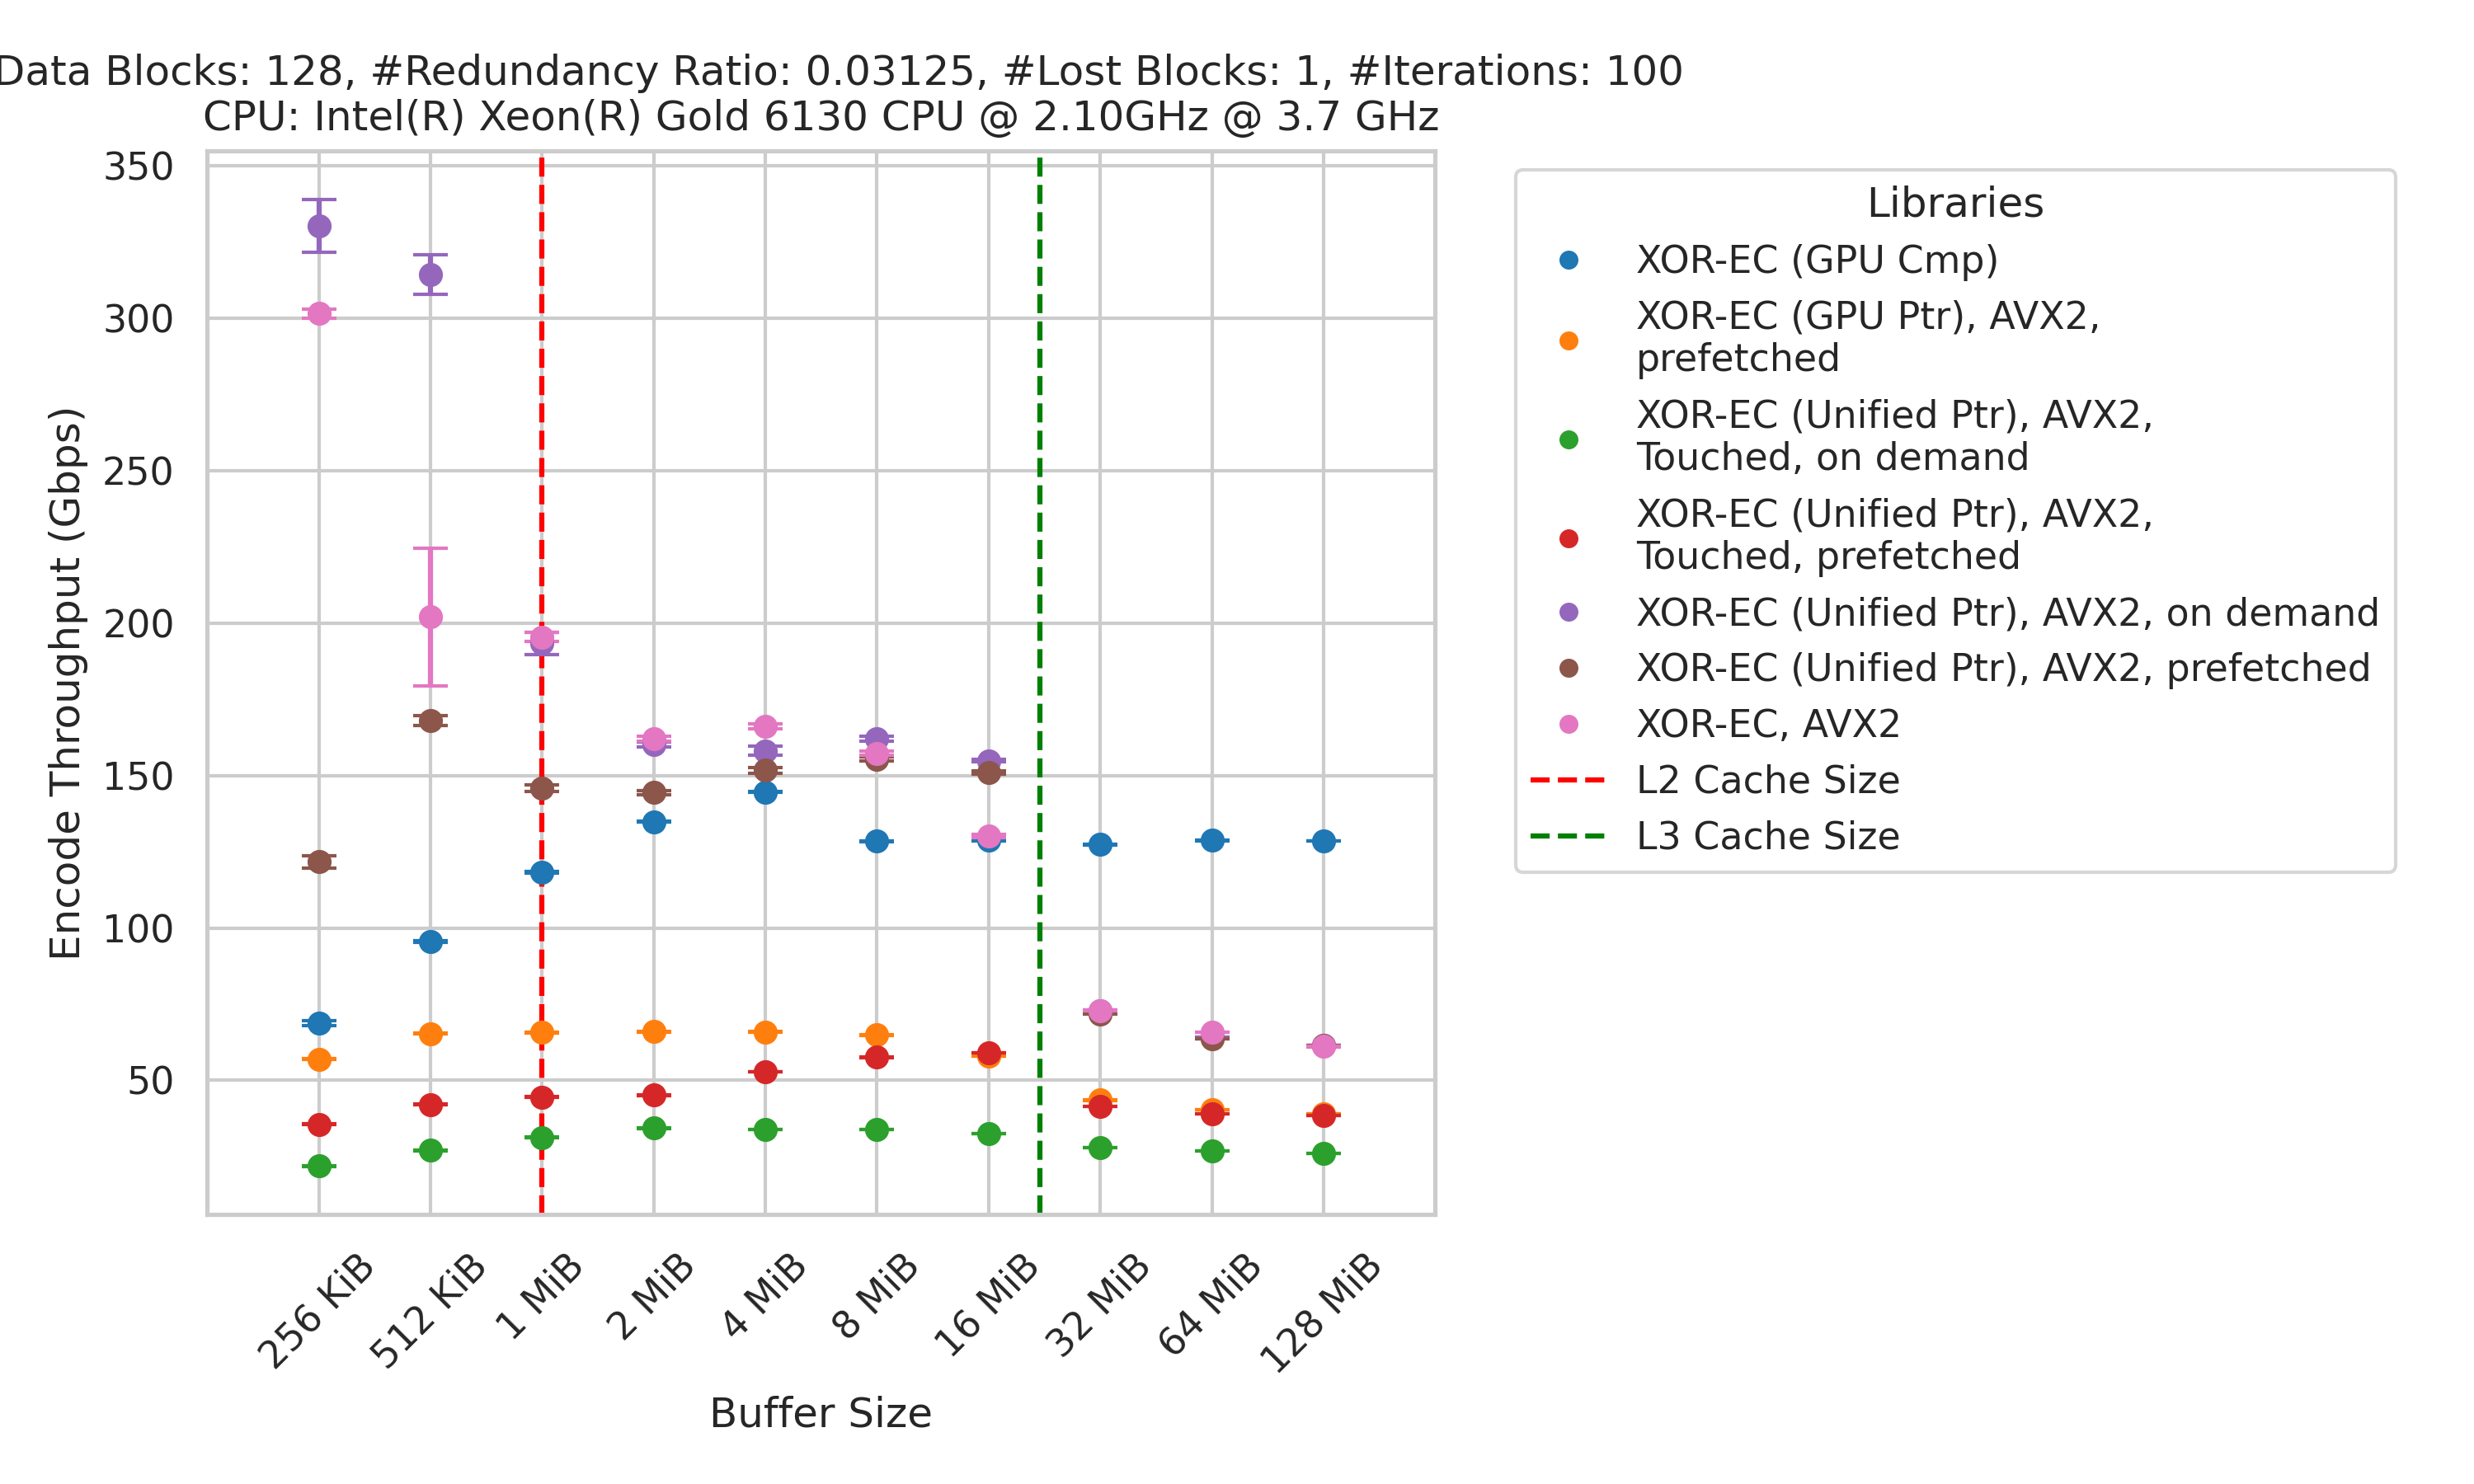 Data Blocks: 128, #Redundancy Ratio: 0.03125, #Lost Blocks: 1, #Iterations: 100
CPU: Intel(R) Xeon(R) Gold 6130 CPU @ 2.10GHz @ 3.7 GHz
350
300
250
200
150
100
50
Encode Throughput (Gbps)
256 KiB
512 KiB
1 MiB
2 MiB
4 MiB
8 MiB
16 MiB
32 MiB
64 MiB
128 MiB
Buffer Size
Libraries
XOR-EC (GPU Cmp)
XOR-EC (GPU Ptr), AVX2,
prefetched
XOR-EC (Unified Ptr), AVX2,
Touched, on demand
XOR-EC (Unified Ptr), AVX2,
Touched, prefetched
XOR-EC (Unified Ptr), AVX2, on demand
XOR-EC (Unified Ptr), AVX2, prefetched
XOR-EC, AVX2
L2 Cache Size
L3 Cache Size